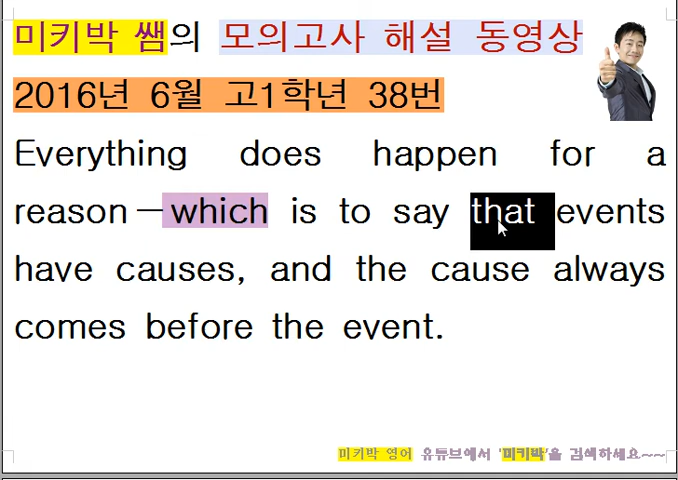 미키박 쌤의 모의고사 해설 동영상
2016년 6월 고1학년 38번
Everything does happen for a
reason—which is to say that events
have causes, and the cause always
comes before the event.
미키박 영어 유튜브에서 '미키박'을 검색하세요~~